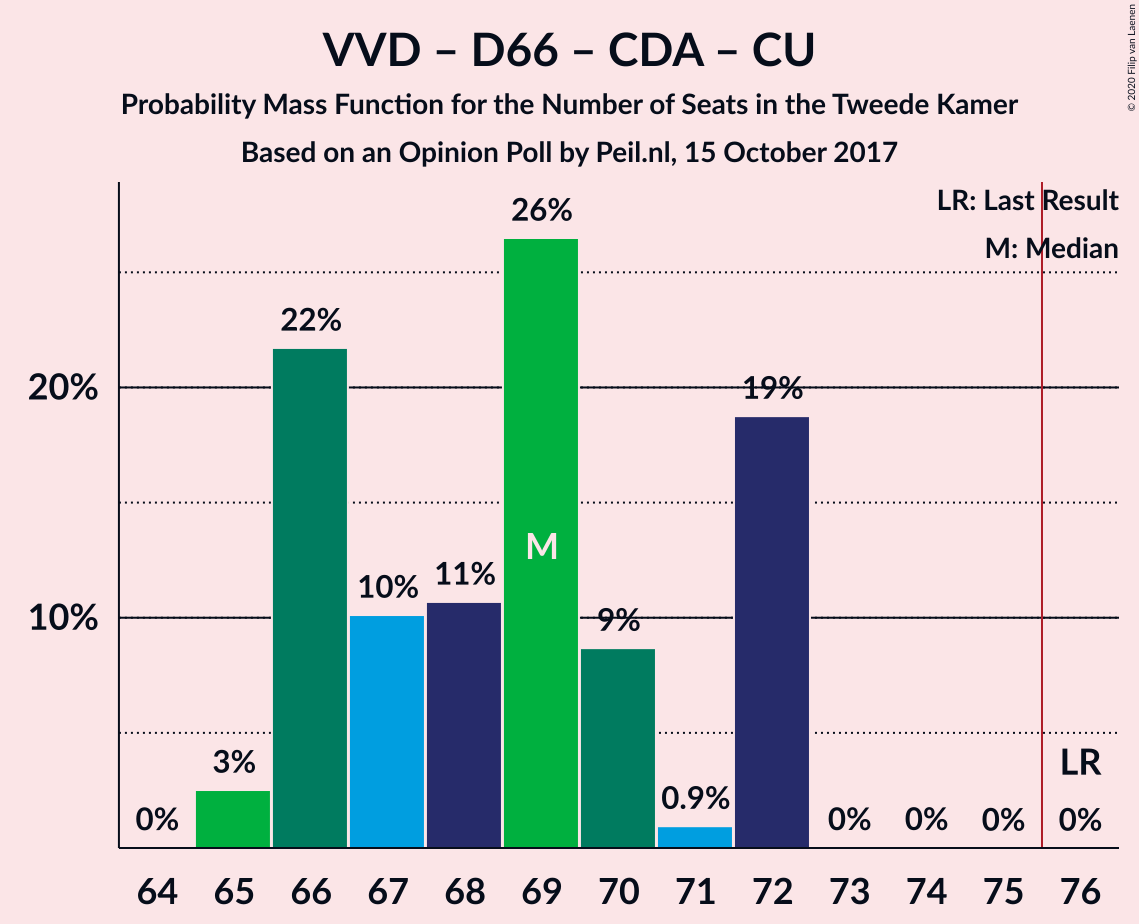 VVD – D66 – CDA – CU
Probability Mass Function for the Number of Seats in the Tweede Kamer
Based on an Opinion Poll by Peil.nl, 15 October 2017
© 2020 Filip van Laenen
LR: Last Result
M: Median
26%
22%
20%
19%
M
11%
10%
10%
9%
3%
0.9%
LR
0%
0%
0%
0%
0%
64 65 66 67 68 69 70 71 72 73 74 75 76